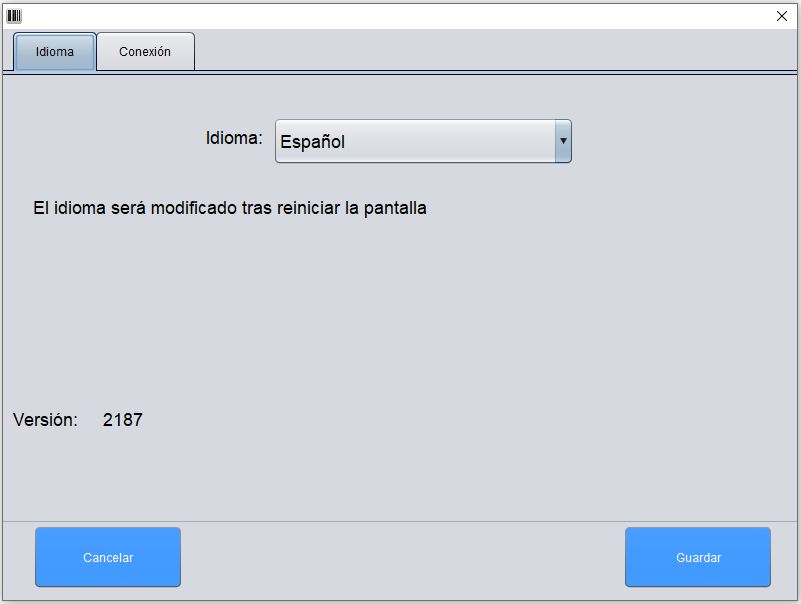 Idioma
Conexión
Idioma:
Español
El idioma será modificado tras reiniciar la pantalla
Versión: 2187
Cancelar
Guardar